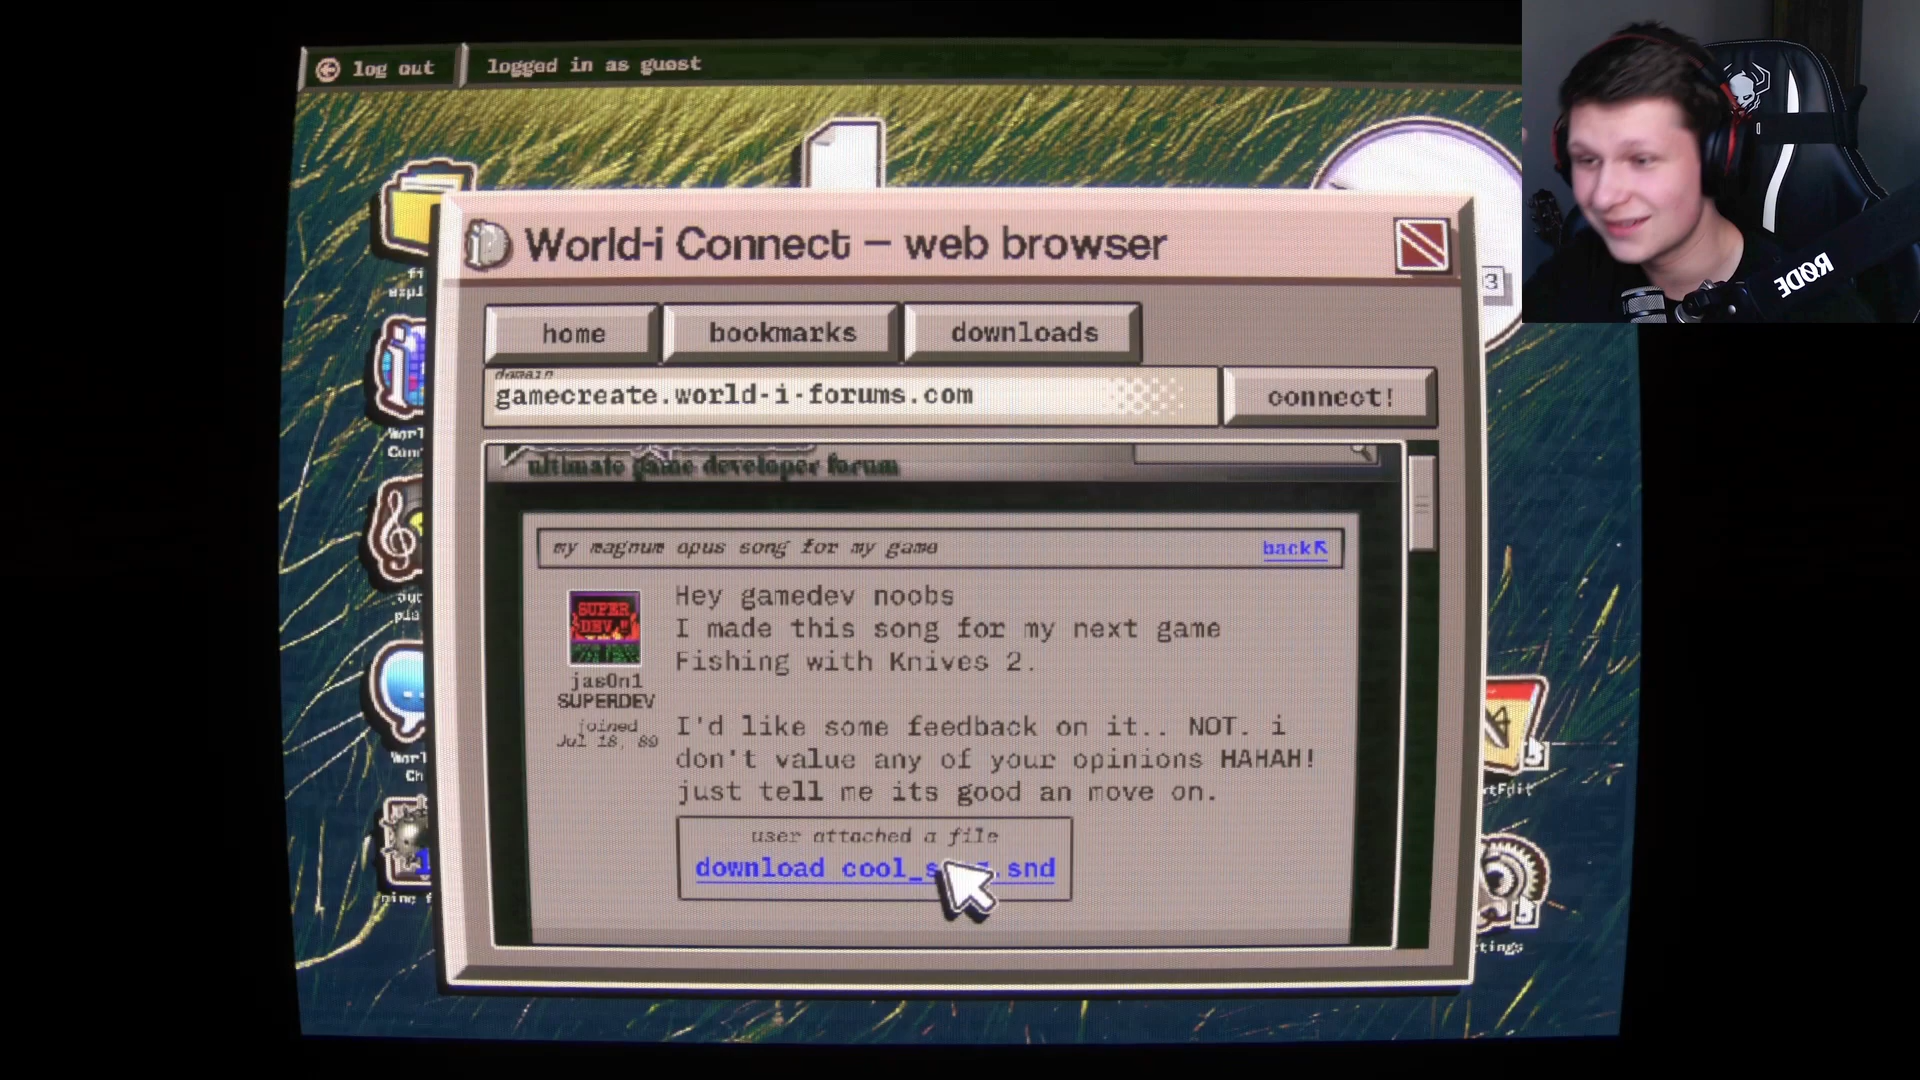 log out
logged in as guest
World-i Connect — web browser
home
bookmarks
downloads
domain
gamecreate.world-i-forums.com
connect!
ultimate game developer forum
my magnum opus song for my game
back
SUPER
DEV!!
jas0n1
SUPERDEV
joined
Jul 18, 89
Hey gamedev noobs
I made this song for my next game
Fishing with Knives 2.
I'd like some feedback on it.. NOT. i
don't value any of your opinions HAHAH!
just tell me its good an move on.
user attached a file
download .snd
RØDE